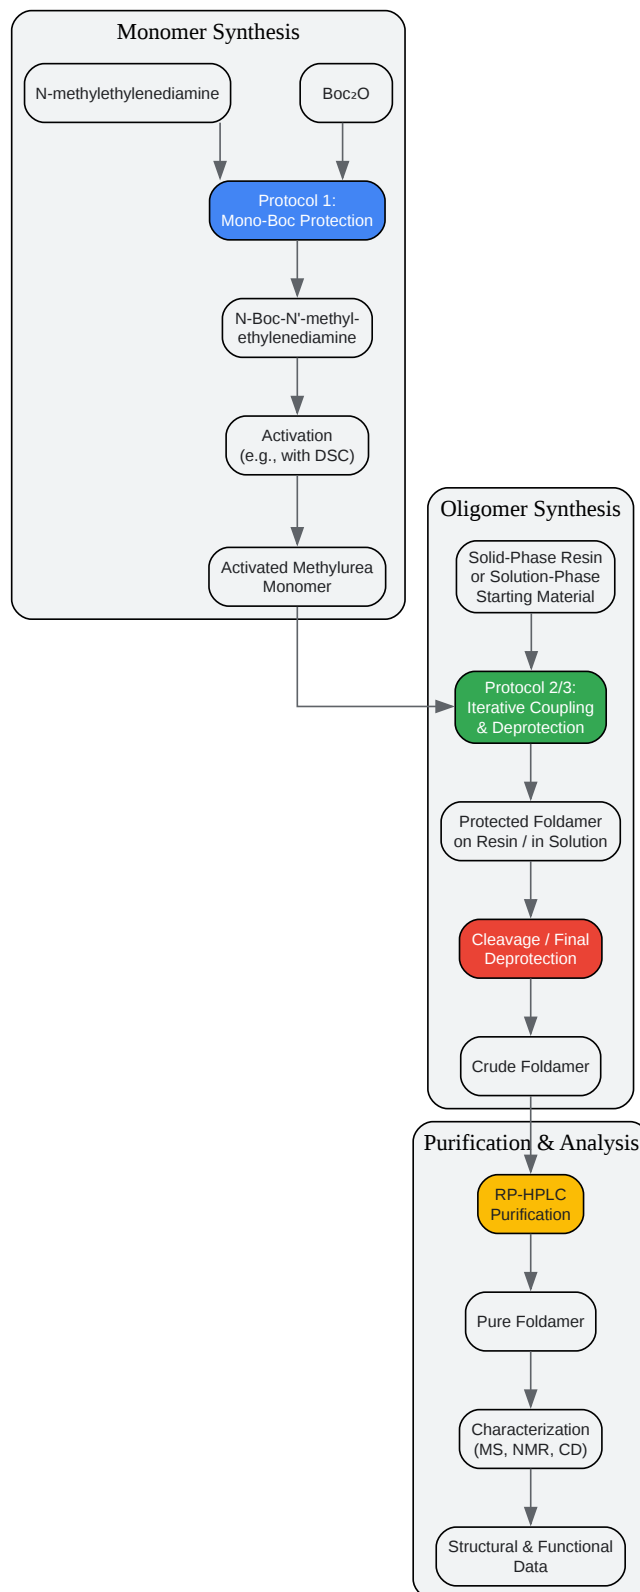 Monomer Synthesis
N-methylethylenediamine
Boc₂O
Protocol 1:
Mono-Boc Protection
N-Boc-N'-methyl-
ethylenediamine
Activation
(e.g., with DSC)
Activated Methylurea
Monomer
Oligomer Synthesis
Solid-Phase Resin
or Solution-Phase
Starting Material
Protocol 2/3:
Iterative Coupling
& Deprotection
Protected Foldamer
on Resin / in Solution
Cleavage / Final
Deprotection
Crude Foldamer
Purification & Analysis
RP-HPLC
Purification
Pure Foldamer
Characterization
(MS, NMR, CD)
Structural & Functional
Data